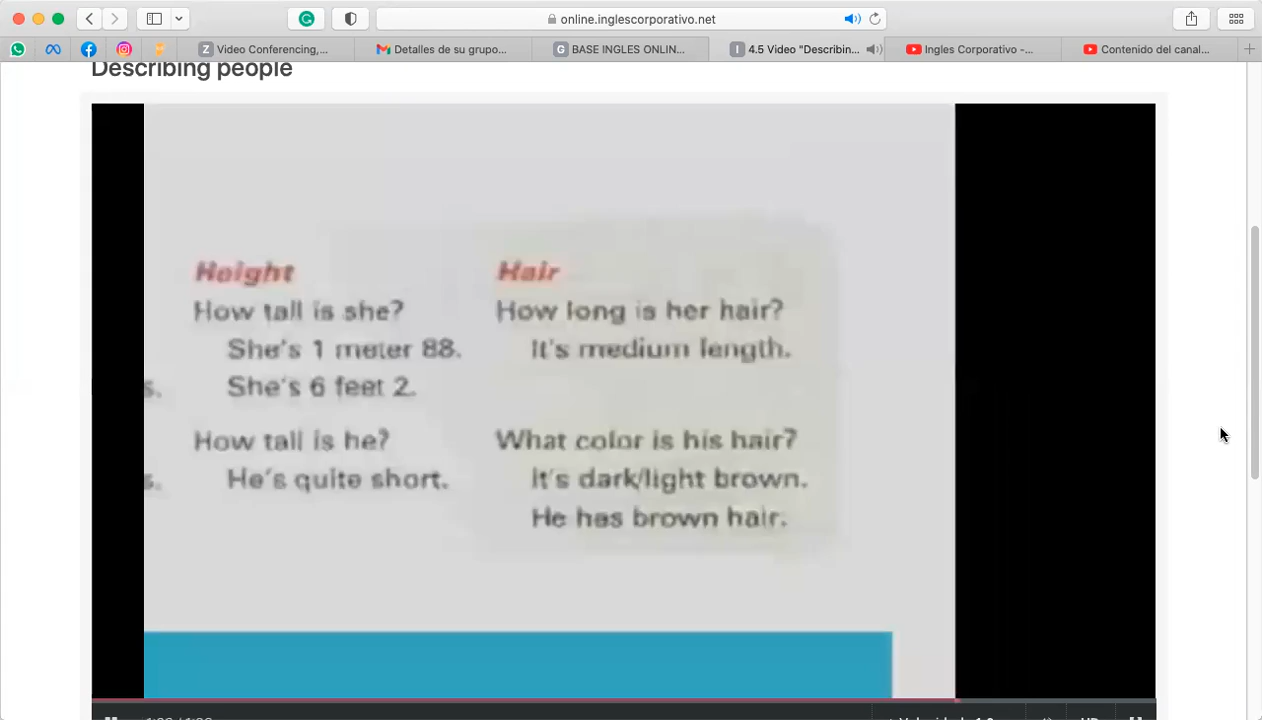 online.inglescorporativo.net
Z Video Conferencing,...
Detalles de su grupo...
G BASE INGLES ONLIN...
I 4.5 Video "Describin...
Ingles Corporativo -...
Contenido del canal...
Describing people
Height
How tall is she?
She's 1 meter 88.
s. She's 6 feet 2.
How tall is he?
s. He's quite short.
Hair
How long is her hair?
It's medium length.
What color is his hair?
It's dark/light brown.
He has brown hair.